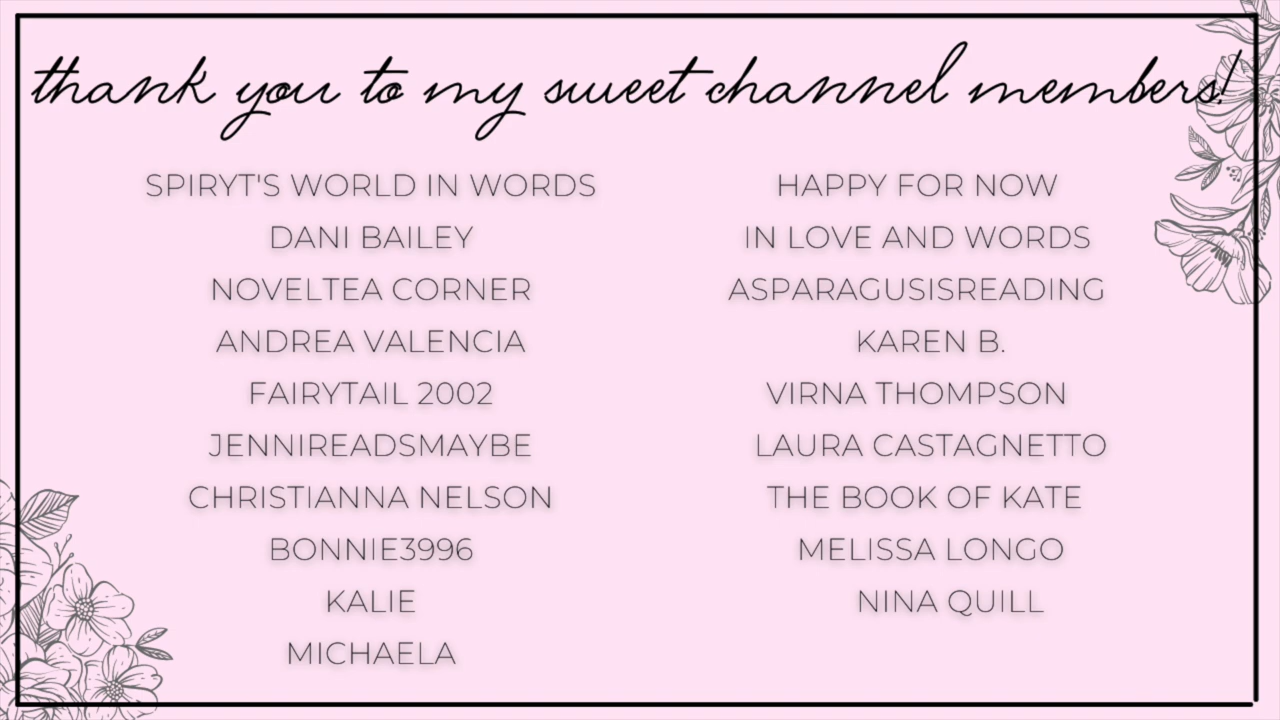 thank you to my sweet channel members!
SPIRYT'S WORLD IN WORDS
DANI BAILEY
NOVELTEA CORNER
ANDREA VALENCIA
FAIRYTAIL 2002
JENNIREADSMAYBE
CHRISTIANNA NELSON
BONNIE3996
KALIE
MICHAELA
HAPPY FOR NOW
IN LOVE AND WORDS
ASPARAGUSISREADING
KAREN B.
VIRNA THOMPSON
LAURA CASTAGNETTO
THE BOOK OF KATE
MELISSA LONGO
NINA QUILL